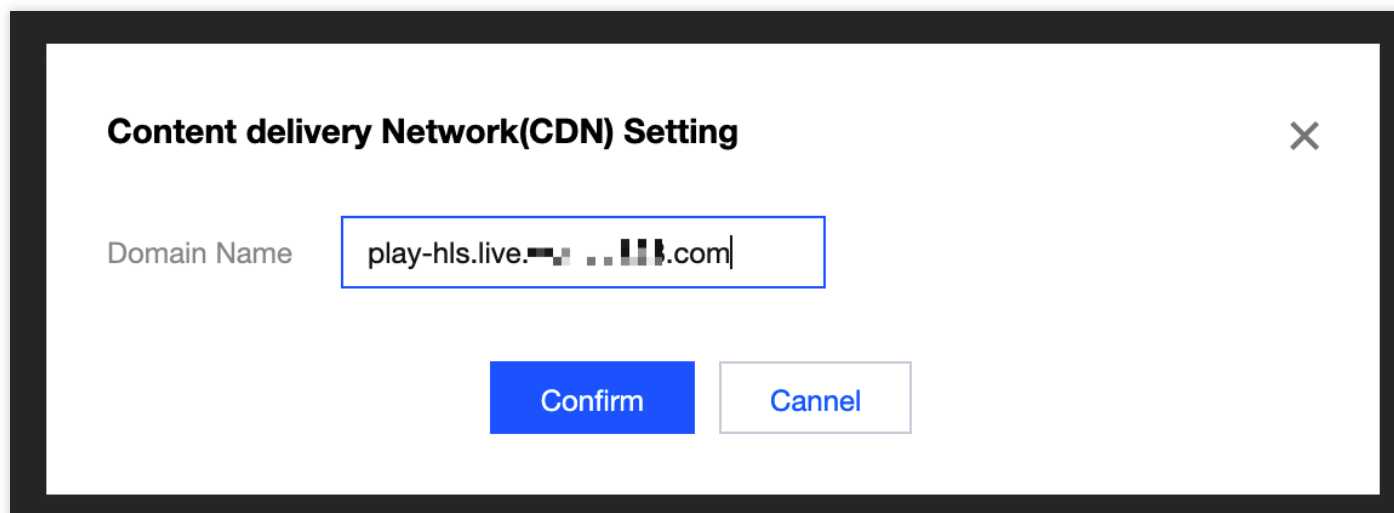 Content delivery Network(CDN) Setting
Domain Name
play-hls.live. .com
Confirm
Cannel